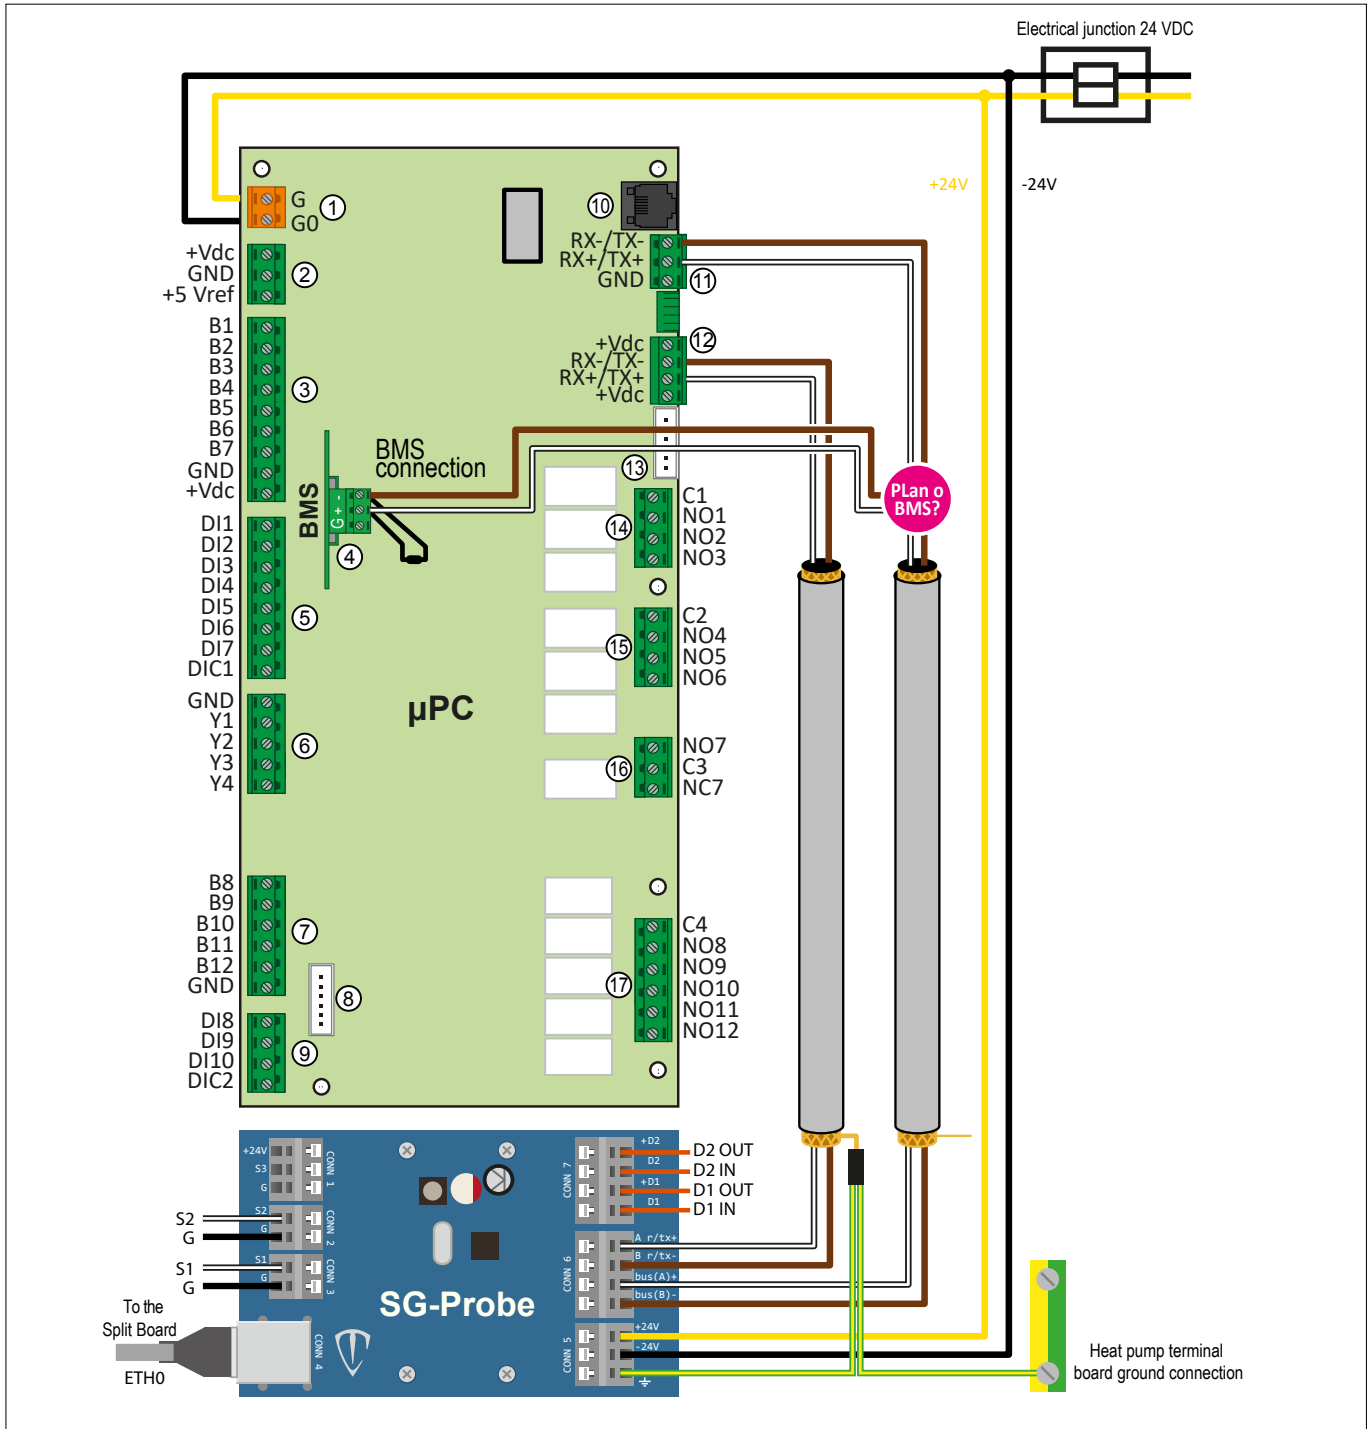 Electrical junction 24 VDC
+24V
-24V
G
G0
1
+Vdc
GND
+5 Vref
2
B1
B2
B3
B4
B5
B6
B7
GND
+Vdc
3
BMS
G + -
4
BMS
connection
DI1
DI2
DI3
DI4
DI5
DI6
DI7
DIC1
5
GND
Y1
Y2
Y3
Y4
6
µPC
B8
B9
B10
B11
B12
GND
7
8
DI8
DI9
DI10
DIC2
9
10
RX-/TX-
RX+/TX+
GND
11
12
+Vdc
RX-/TX-
RX+/TX+
+Vdc
13
PLan o
BMS?
14
C1
NO1
NO2
NO3
15
C2
NO4
NO5
NO6
16
NO7
C3
NC7
17
C4
NO8
NO9
NO10
NO11
NO12
+24V
S3
G
CONN 1
S2
G
S2
G
CONN 2
S1
G
S1
G
CONN 3
To the
Split Board
ETH0
CONN 4
SG-Probe
CONN 7
+D2
D2
+D1
D1
D2 OUT
D2 IN
D1 OUT
D1 IN
CONN 6
A r/tx+
B r/tx-
bus(A)+
bus(B)-
CONN 5
+24V
-24V
Heat pump terminal
board ground connection